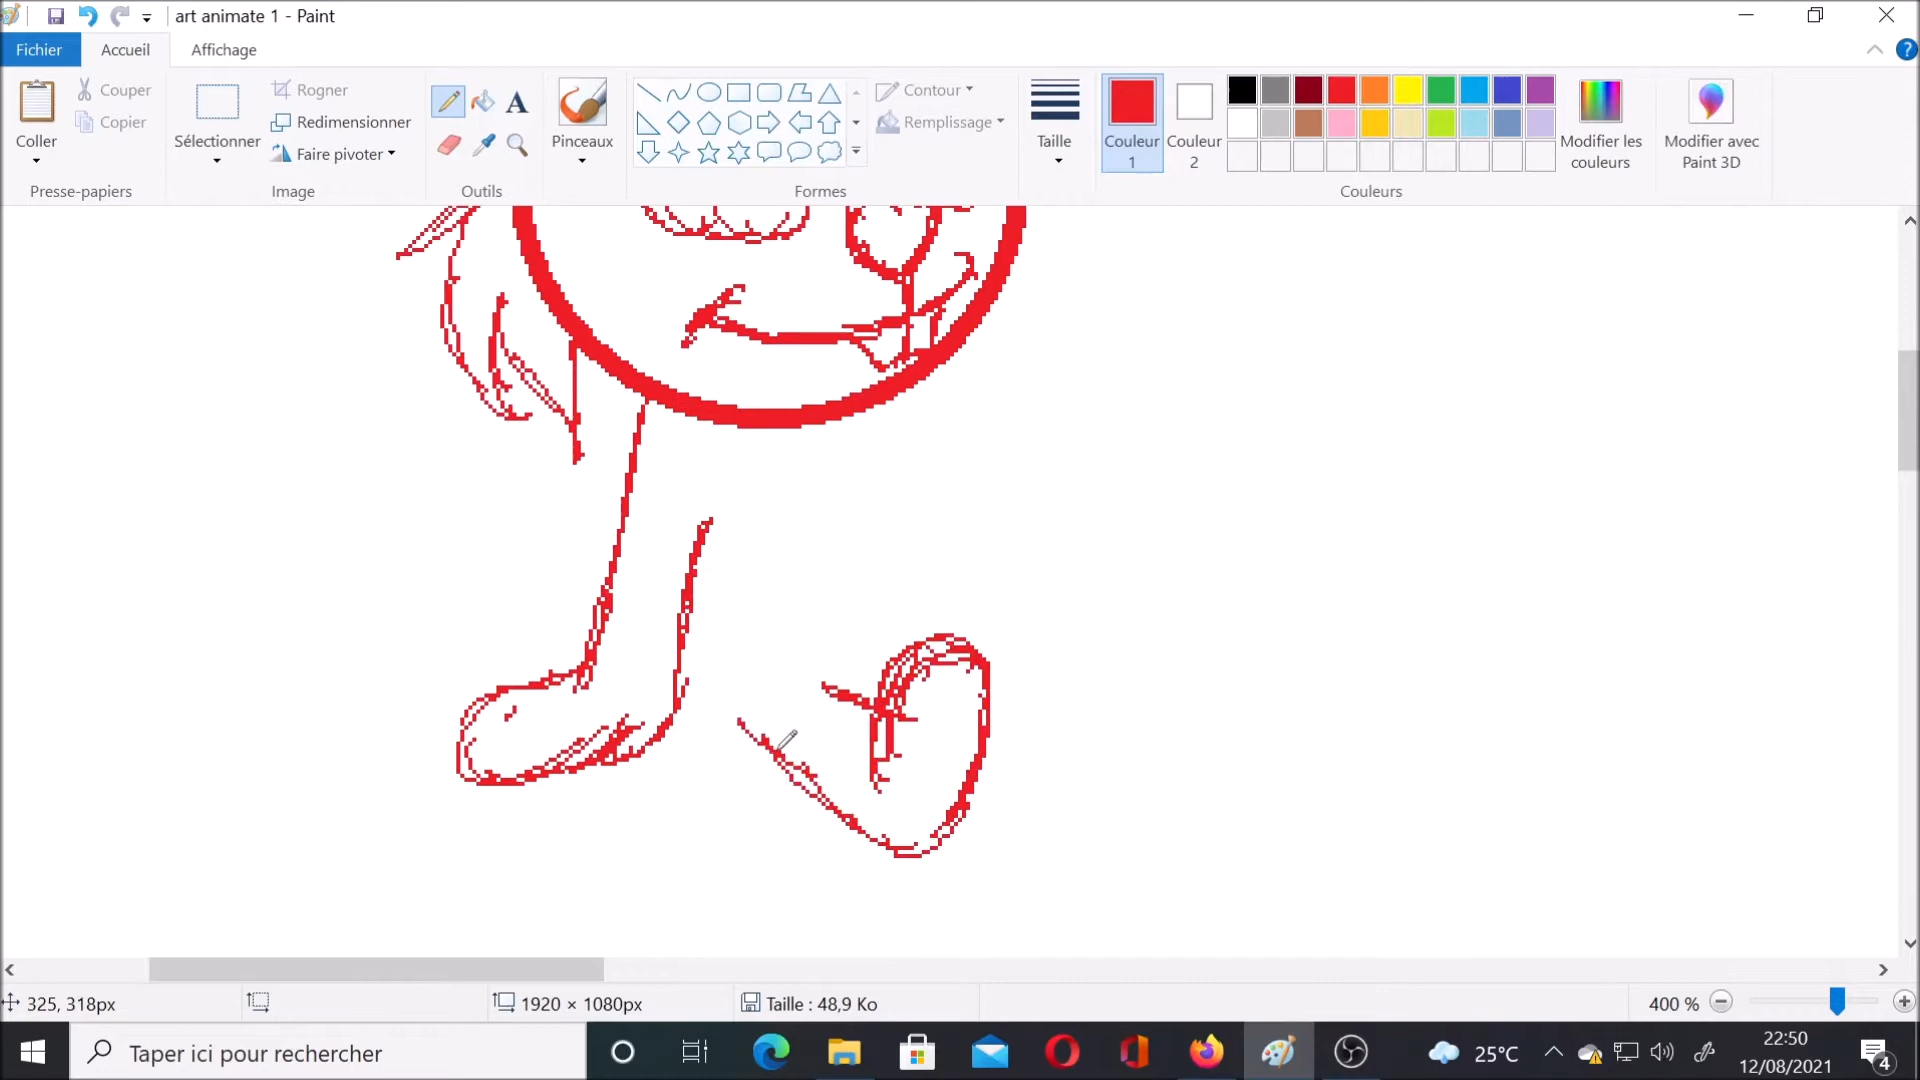 art animate 1 - Paint
Fichier Accueil Affichage
Coller
Couper
Copier
Presse-papiers
Sélectionner
Rogner
Redimensionner
Faire pivoter
Image
A
Outils
Pinceaux
Formes
Contour
Remplissage
Taille
Couleur
1
Couleur
2
Couleurs
Modifier les
couleurs
Modifier avec
Paint 3D
?
325, 318px
1920 × 1080px
Taille : 48,9 Ko
400 %
Taper ici pour rechercher
25°C
22:50
12/08/2021
4